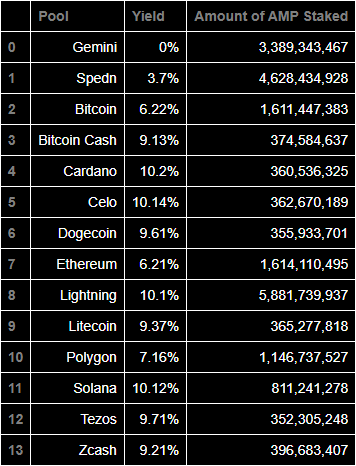 Pool Yield Amount of AMP Staked
0 Gemini 0% 3,389,343,467
1 Spedn 3.7% 4,628,434,928
2 Bitcoin 6.22% 1,611,447,383
3 Bitcoin Cash 9.13% 374,584,637
4 Cardano 10.2% 360,536,325
5 Celo 10.14% 362,670,189
6 Dogecoin 9.61% 355,933,701
7 Ethereum 6.21% 1,614,110,495
8 Lightning 10.1% 5,881,739,937
9 Litecoin 9.37% 365,277,818
10 Polygon 7.16% 1,146,737,527
11 Solana 10.12% 811,241,278
12 Tezos 9.71% 352,305,248
13 Zcash 9.21% 396,683,407